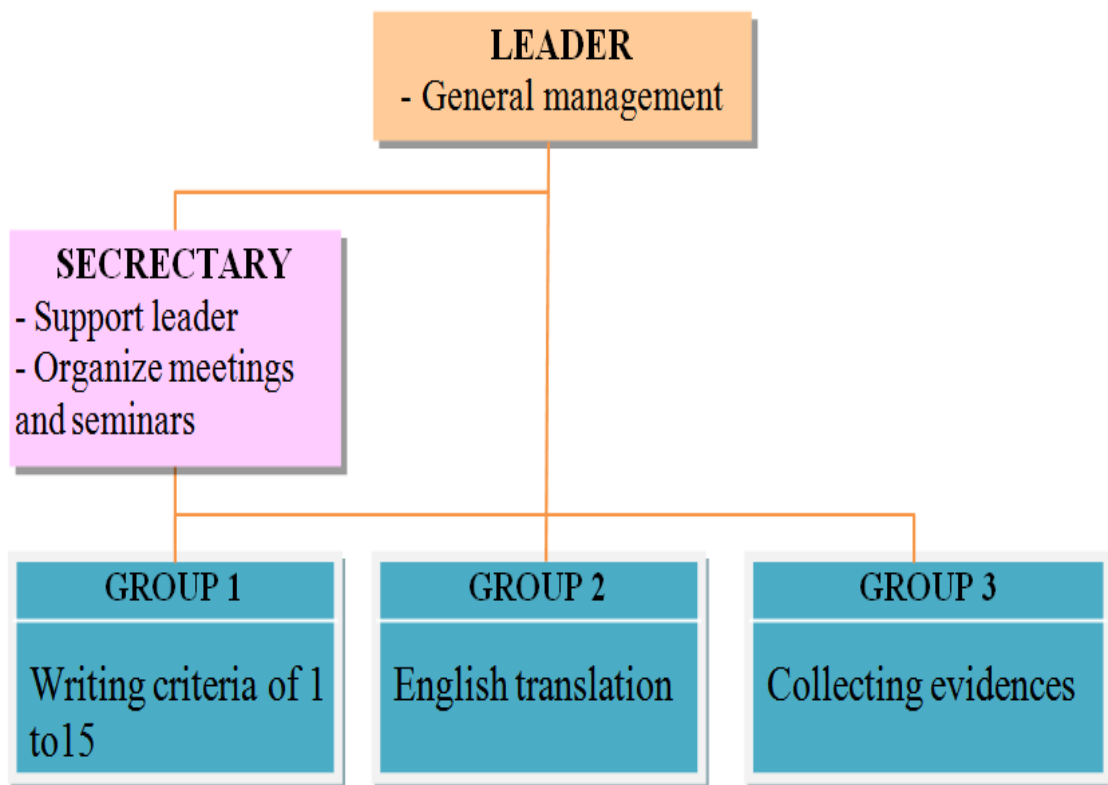 LEADER
- General management
SECRECTARY
- Support leader
- Organize meetings
and seminars
GROUP 1
Writing criteria of 1
to15
GROUP 2
English translation
GROUP 3
Collecting evidences